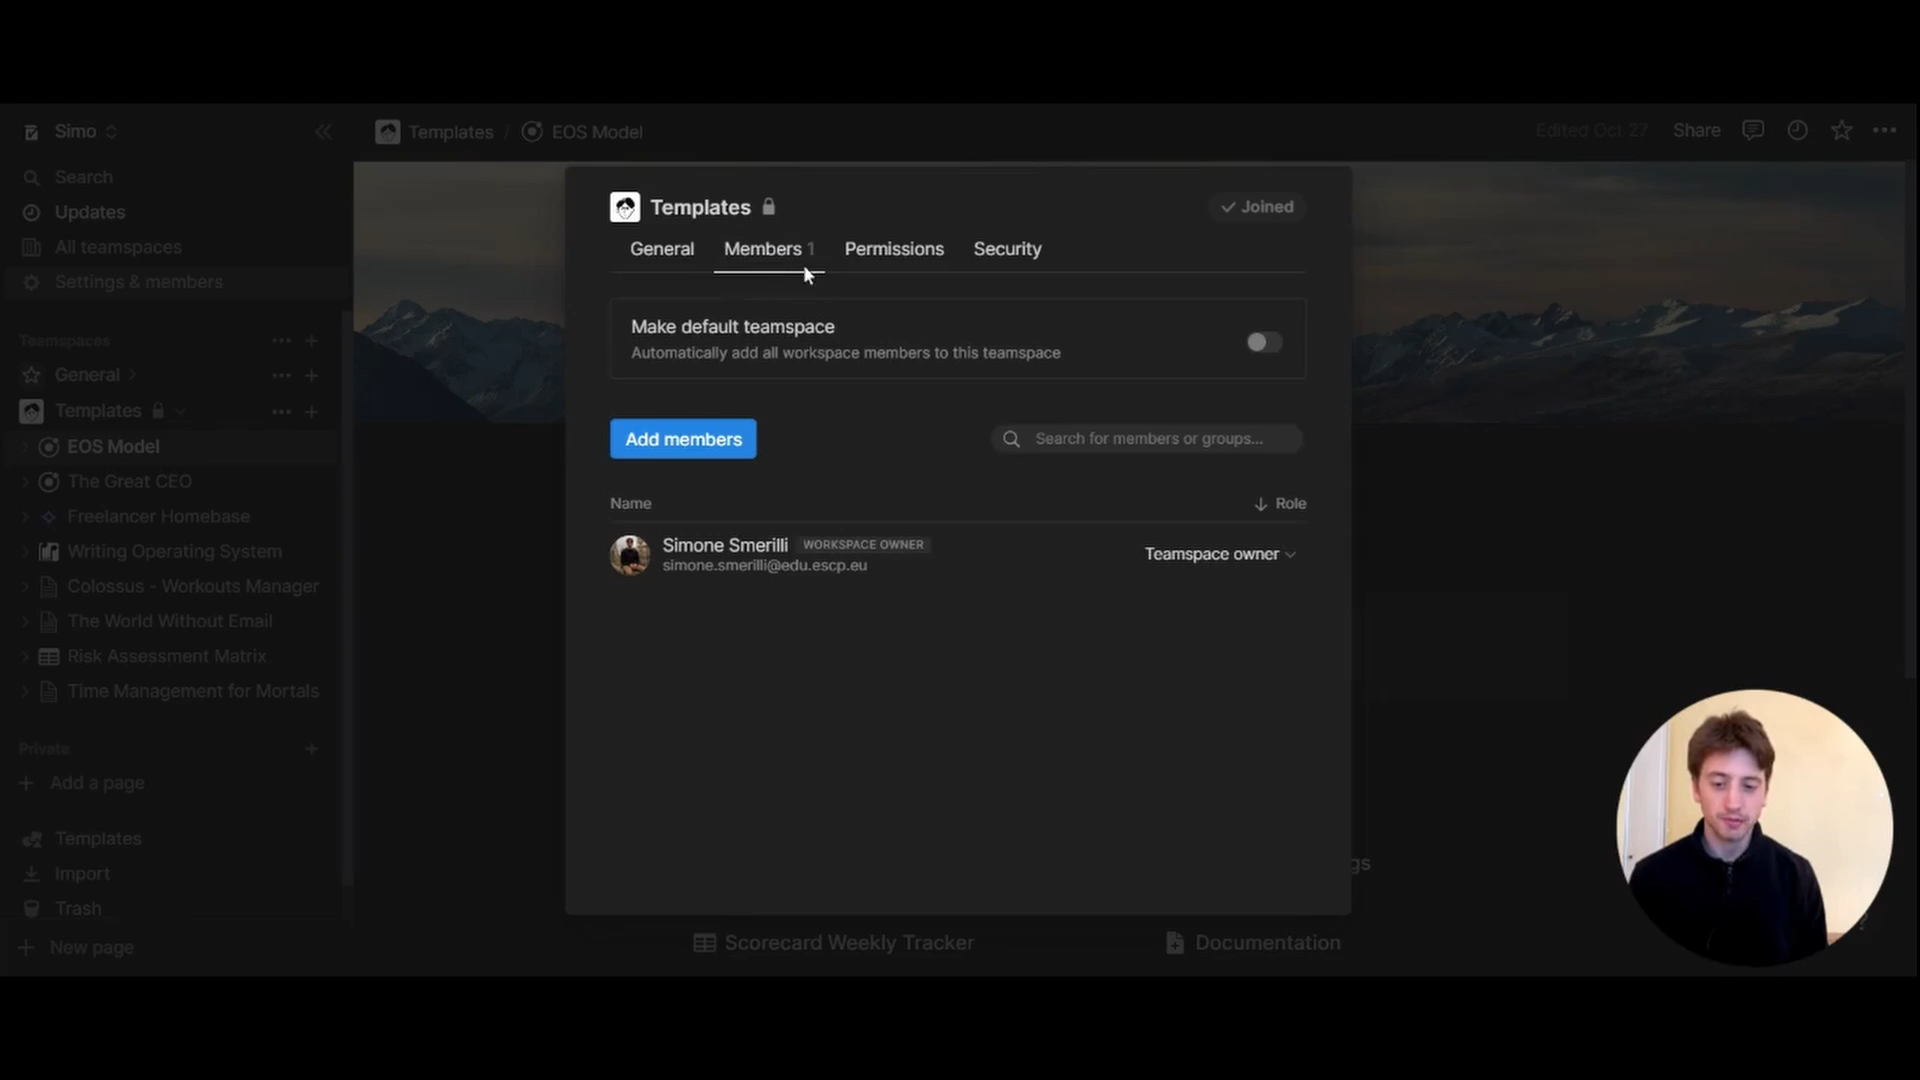 Simo
Templates / EOS Model
Edited Oct 27
Share
Search
Updates
All teamspaces
Settings & members
Teamspaces
General
Templates
EOS Model
The Great CEO
Freelancer Homebase
Writing Operating System
Colossus - Workouts Manager
The World Without Email
Risk Assessment Matrix
Time Management for Mortals
Private
Add a page
Templates
Import
Trash
New page
Templates
Joined
General
Members 1
Permissions
Security
Make default teamspace
Automatically add all workspace members to this teamspace
Add members
Search for members or groups...
Name
Role
Simone Smerilli WORKSPACE OWNER
simone.smerilli@edu.escp.eu
Teamspace owner
gs
Scorecard Weekly Tracker
Documentation